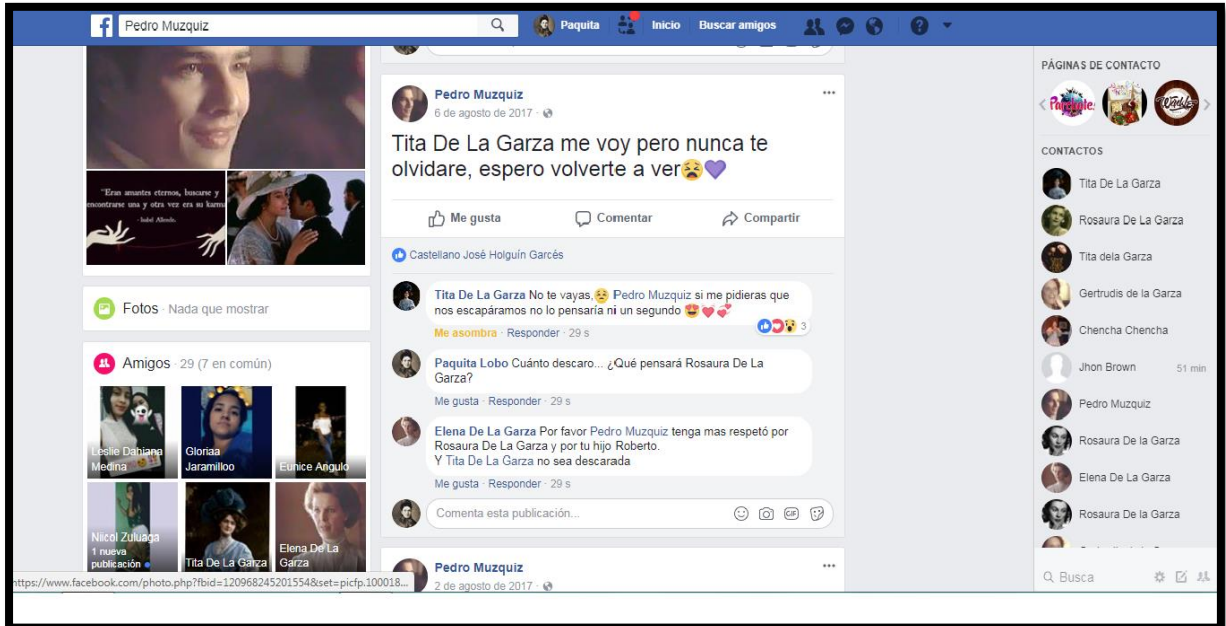 Pedro Muzquiz
Paquita
Inicio
Buscar amigos
"Eran amantes eternos, buscarse y
encontrarse una y otra vez era su karma
- Isabel Allende.
Fotos · Nada que mostrar
Amigos · 29 (7 en común)
Leslie Dahiana
Medina
Gloriaa
Jaramilloo
Eunice Angulo
Niicol Zuluaga
1 nueva
publicación
Tita De La Garza
Elena De La
Garza
https://www.facebook.com/photo.php?fbid=120968245201554&set=picfp.100018...
Pedro Muzquiz
6 de agosto de 2017 ·
Tita De La Garza me voy pero nunca te
olvidare, espero volverte a ver😫💜
Me gusta
Comentar
Compartir
Castellano José Holguín Garcés
Tita De La Garza No te vayas,😥 Pedro Muzquiz si me pidieras que
nos escapáramos no lo pensaría ni un segundo 😍💓💞
3
Me asombra · Responder · 29 s
Paquita Lobo Cuánto descaro... ¿Qué pensará Rosaura De La
Garza?
Me gusta · Responder · 29 s
Elena De La Garza Por favor Pedro Muzquiz tenga mas respetó por
Rosaura De La Garza y por tu hijo Roberto.
Y Tita De La Garza no sea descarada
Me gusta · Responder · 29 s
Comenta esta publicación...
GIF
Pedro Muzquiz
2 de agosto de 2017 ·
PÁGINAS DE CONTACTO
CONTACTOS
Tita De La Garza
Rosaura De La Garza
Tita dela Garza
Gertrudis de la Garza
Chencha Chencha
Jhon Brown
51 min
Pedro Muzquiz
Rosaura De la Garza
Elena De La Garza
Rosaura De la Garza
Busca